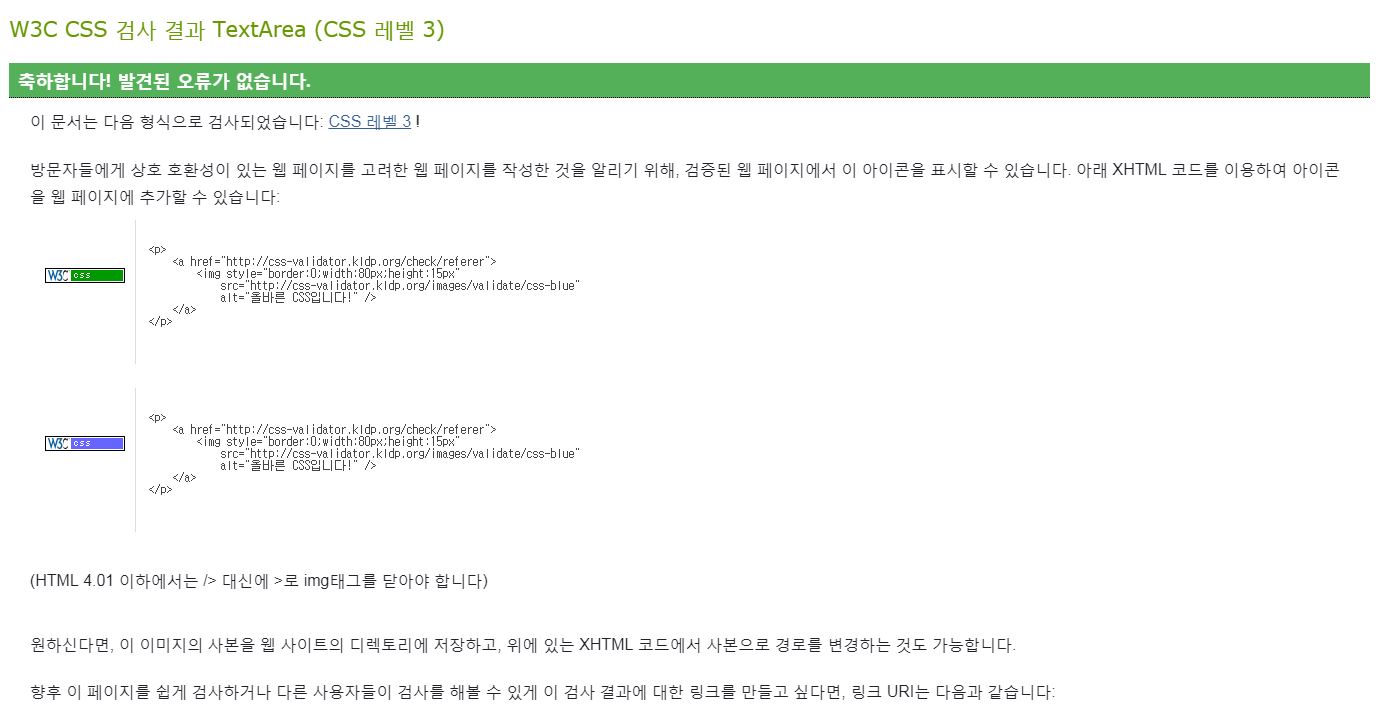 W3C CSS 검사 결과 TextArea (CSS 레벨 3)
축하합니다! 발견된 오류가 없습니다.
이 문서는 다음 형식으로 검사되었습니다: CSS 레벨 3 !
방문자들에게 상호 호환성이 있는 웹 페이지를 고려한 웹 페이지를 작성한 것을 알리기 위해, 검증된 웹 페이지에서 이 아이콘을 표시할 수 있습니다. 아래 XHTML 코드를 이용하여 아이콘
을 웹 페이지에 추가할 수 있습니다:
<p>
<a href="http://css-validator.kldp.org/check/referer">
<img style="border:0;width:80px;height:15px"
W3C css
src="http://css-validator.kldp.org/images/validate/css-blue"
alt="올바른 CSS입니다!" />
</a>
</p>
<p>
<a href="http://css-validator.kldp.org/check/referer">
<img style="border:0;width:80px;height:15px"
W3C css
src="http://css-validator.kldp.org/images/validate/css-blue"
alt="올바른 CSS입니다!" />
</a>
</p>
(HTML 4.01 이하에서는 /> 대신에 >로 img태그를 닫아야 합니다)
원하신다면, 이 이미지의 사본을 웹 사이트의 디렉토리에 저장하고, 위에 있는 XHTML 코드에서 사본으로 경로를 변경하는 것도 가능합니다.
향후 이 페이지를 쉽게 검사하거나 다른 사용자들이 검사를 해볼 수 있게 이 검사 결과에 대한 링크를 만들고 싶다면, 링크 URI는 다음과 같습니다: